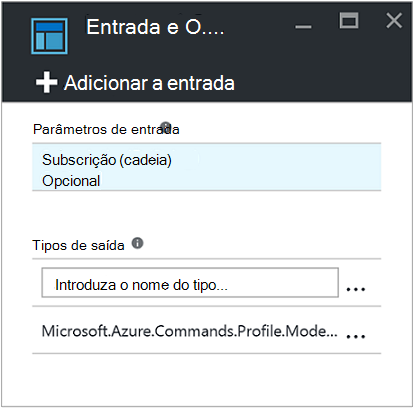 Entrada e O....
Adicionar a entrada
Parâmetros de entrada
Subscrição (cadeia)
Opcional
Tipos de saída
Introduza o nome do tipo...
...
Microsoft.Azure.Commands.Profile.Mode...
...